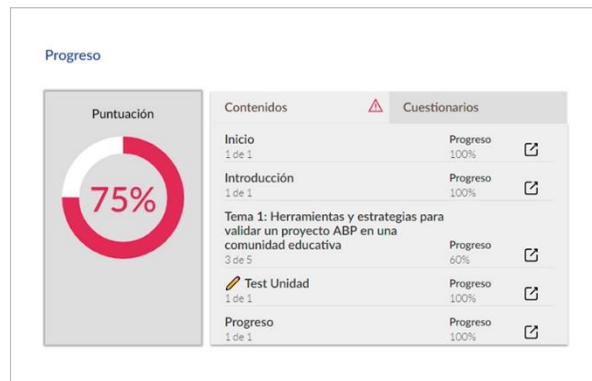 Progreso
Puntuación
75%
Contenidos
Cuestionarios
Inicio
Progreso
1 de 1
100%
Introducción
Progreso
1 de 1
100%
Tema 1: Herramientas y estrategias para
validar un proyecto ABP en una
comunidad educativa
Progreso
3 de 5
60%
Test Unidad
Progreso
1 de 1
100%
Progreso
Progreso
1 de 1
100%